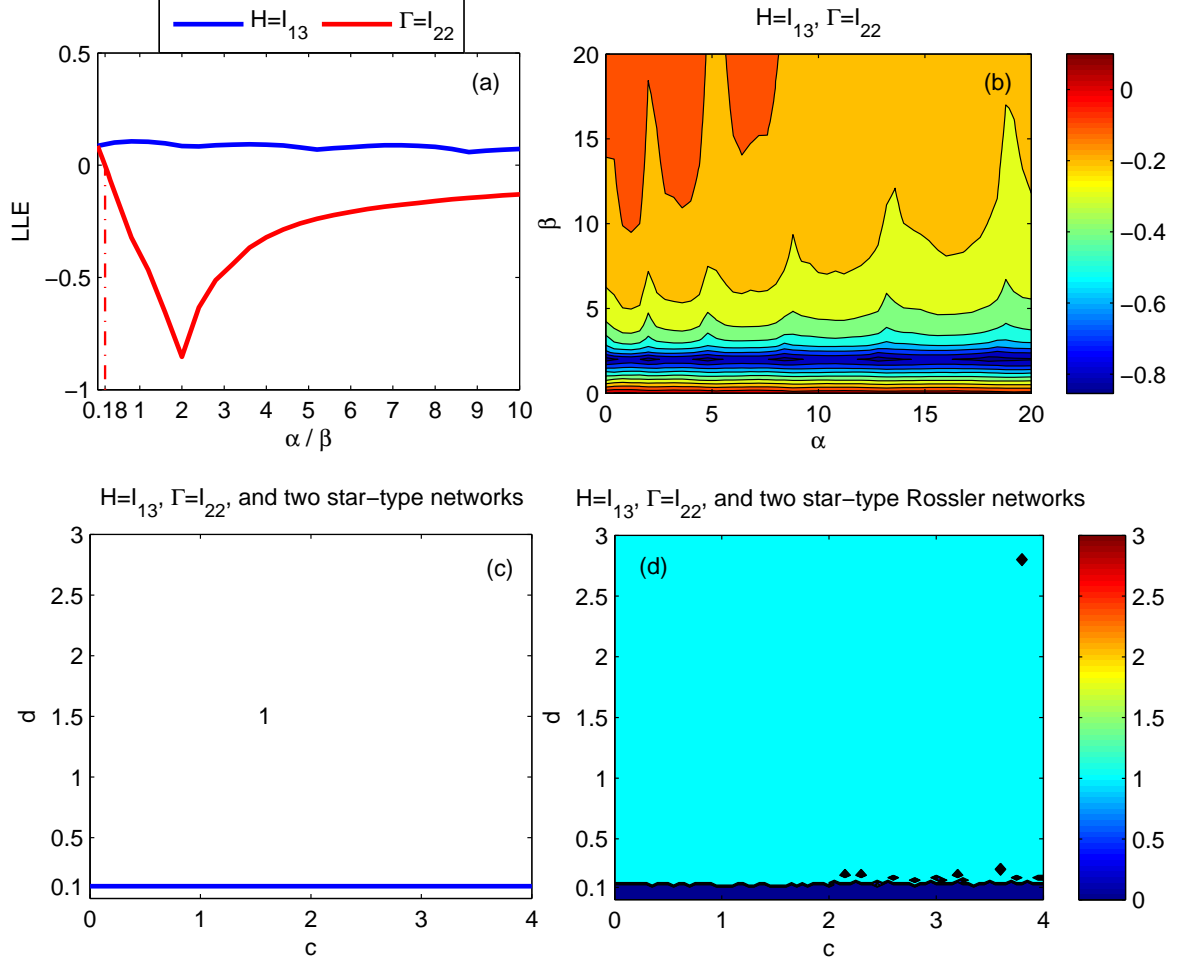 H=I₁₃ Γ=I₂₂
0.5
0
−0.5
−1
LLE
(a)
0.18 1 2 3 4 5 6 7 8 9 10
α / β
H=I₁₃, Γ=I₂₂
20
15
10
5
0
β
(b)
0 5 10 15 20
α
0
−0.2
−0.4
−0.6
−0.8
H=I₁₃, Γ=I₂₂, and two star−type networks
3
2.5
2
1.5
1
0.5
0.1
d
(c)
1
0 1 2 3 4
c
H=I₁₃, Γ=I₂₂, and two star−type Rossler networks
3
2.5
2
1.5
1
0.5
0.1
d
(d)
0 1 2 3 4
c
3
2.5
2
1.5
1
0.5
0